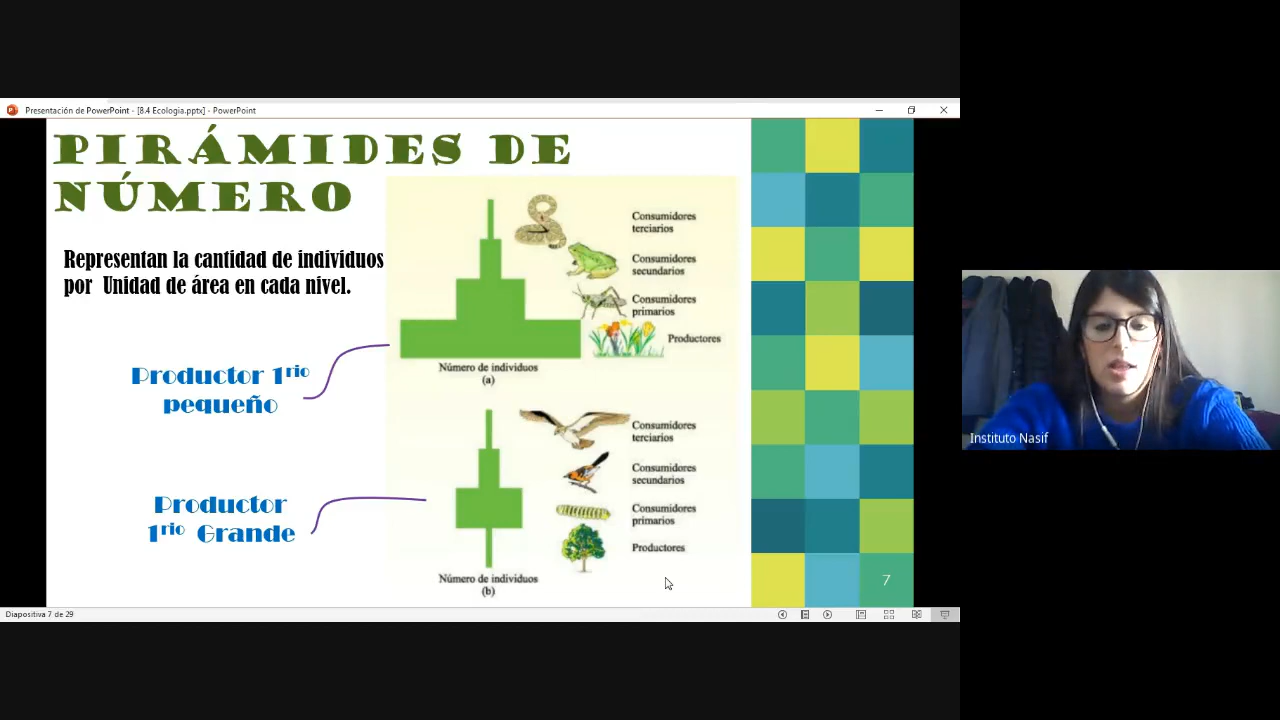 Presentación de PowerPoint - [8.4 Ecologia.pptx] - PowerPoint
PIRÁMIDES DE
NÚMERO
Representan la cantidad de individuos
por Unidad de área en cada nivel.
Productor 1rio
pequeño
Productor
1rio Grande
Consumidores
terciarios
Consumidores
secundarios
Consumidores
primarios
Productores
Número de individuos
(a)
Consumidores
terciarios
Consumidores
secundarios
Consumidores
primarios
Productores
Número de individuos
(b)
7
Diapositiva 7 de 29
Instituto Nasif